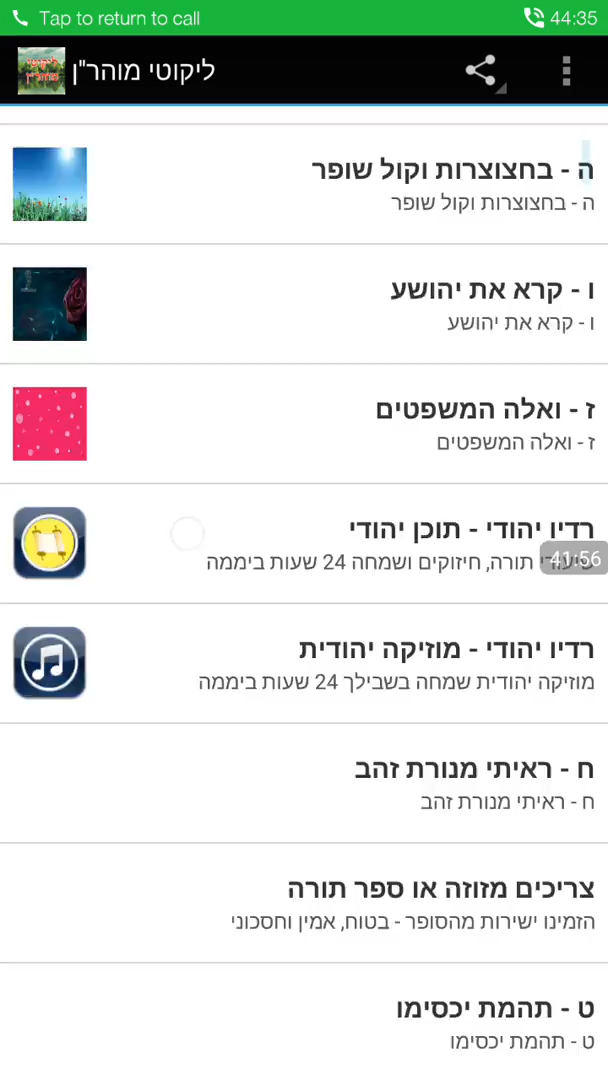 Tap to return to call
44:35
ליקוטי מוהר"ן
ליקוטי
מוהר"ן
ה - בחצוצרות וקול שופר
ה - בחצוצרות וקול שופר
ו - קרא את יהושע
ו - קרא את יהושע
ז - ואלה המשפטים
ז - ואלה המשפטים
רדיו יהודי - תוכן יהודי
תורה, חיזוקים ושמחה 24 שעות ביממה
41:56
רדיו יהודי - מוזיקה יהודית
מוזיקה יהודית שמחה בשבילך 24 שעות ביממה
ח - ראיתי מנורת זהב
ח - ראיתי מנורת זהב
צריכים מזוזה או ספר תורה
הזמינו ישירות מהסופר - בטוח, אמין וחסכוני
ט - תהמת יכסימו
ט - תהמת יכסימו